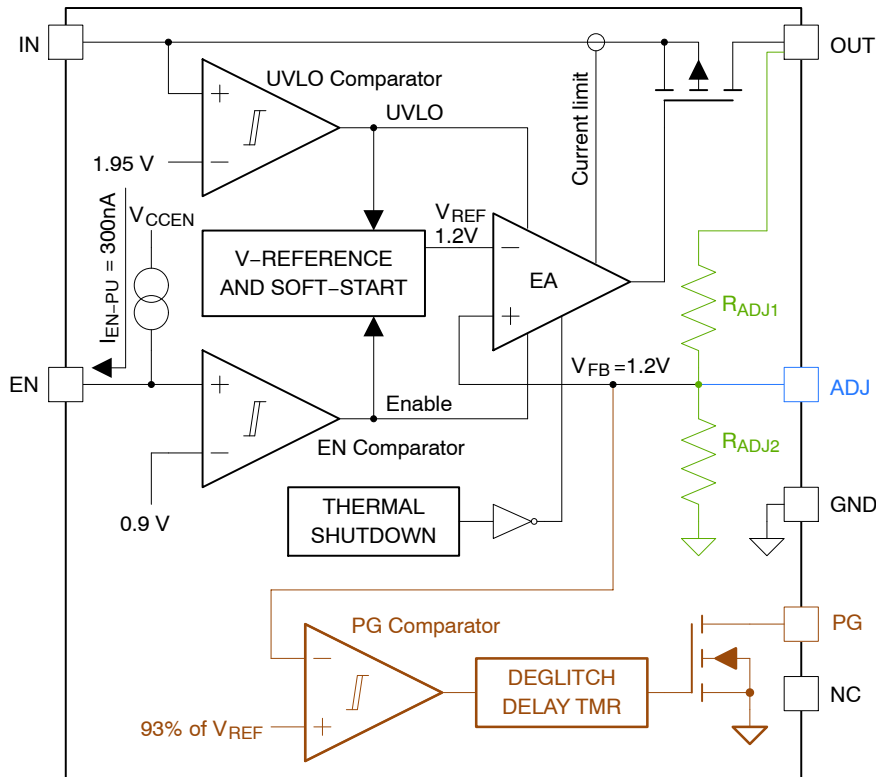 IN
OUT
UVLO Comparator
UVLO
Current limit
+
−
1.95 V
I_EN−PU = 300nA
V_CCEN
V_REF
1.2V
V−REFERENCE
AND SOFT−START
−
EA
+
R_ADJ1
V_FB =1.2V
EN
ADJ
+
−
Enable
EN Comparator
R_ADJ2
0.9 V
THERMAL
SHUTDOWN
GND
PG Comparator
PG
−
+
DEGLITCH
DELAY TMR
NC
93% of V_REF